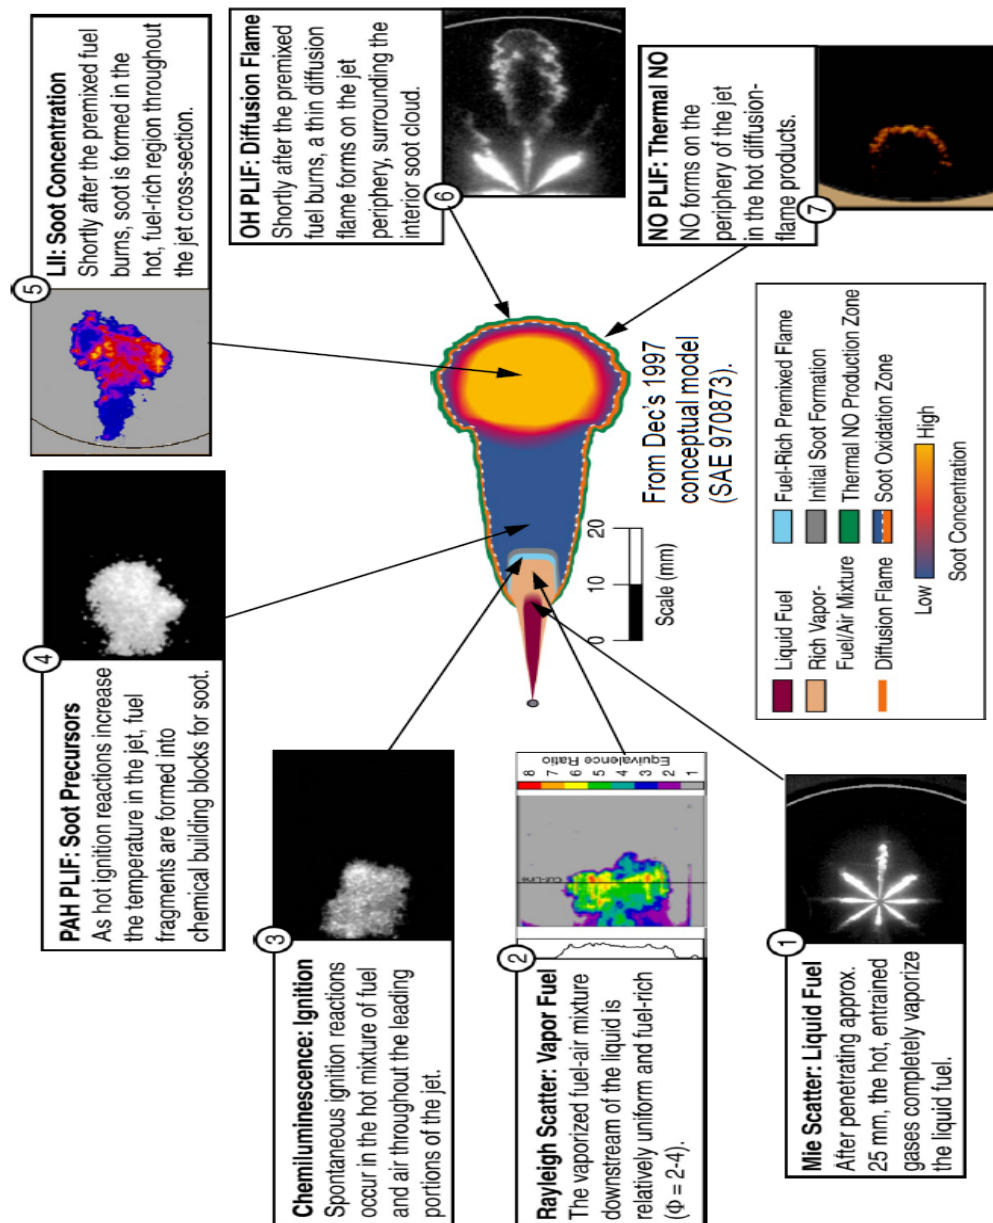 1
Mie Scatter: Liquid Fuel
After penetrating approx.
25 mm, the hot, entrained
gases completely vaporize
the liquid fuel.
2
Rayleigh Scatter: Vapor Fuel
The vaporized fuel-air mixture
downstream of the liquid is
relatively uniform and fuel-rich
(Φ = 2-4).
Cut-Line
8
7
6
5
4
3
2
1
Equivalence Ratio
3
Chemiluminescence: Ignition
Spontaneous ignition reactions
occur in the hot mixture of fuel
and air throughout the leading
portions of the jet.
4
PAH PLIF: Soot Precursors
As hot ignition reactions increase
the temperature in the jet, fuel
fragments are formed into
chemical building blocks for soot.
5
LII: Soot Concentration
Shortly after the premixed fuel
burns, soot is formed in the
hot, fuel-rich region throughout
the jet cross-section.
6
OH PLIF: Diffusion Flame
Shortly after the premixed
fuel burns, a thin diffusion
flame forms on the jet
periphery, surrounding the
interior soot cloud.
7
NO PLIF: Thermal NO
NO forms on the
periphery of the jet
in the hot diffusion-
flame products.
0 10 20
Scale (mm)
From Dec's 1997
conceptual model
(SAE 970873).
Liquid Fuel
Rich Vapor-
Fuel/Air Mixture
Diffusion Flame
Fuel-Rich Premixed Flame
Initial Soot Formation
Thermal NO Production Zone
Soot Oxidation Zone
Low High
Soot Concentration